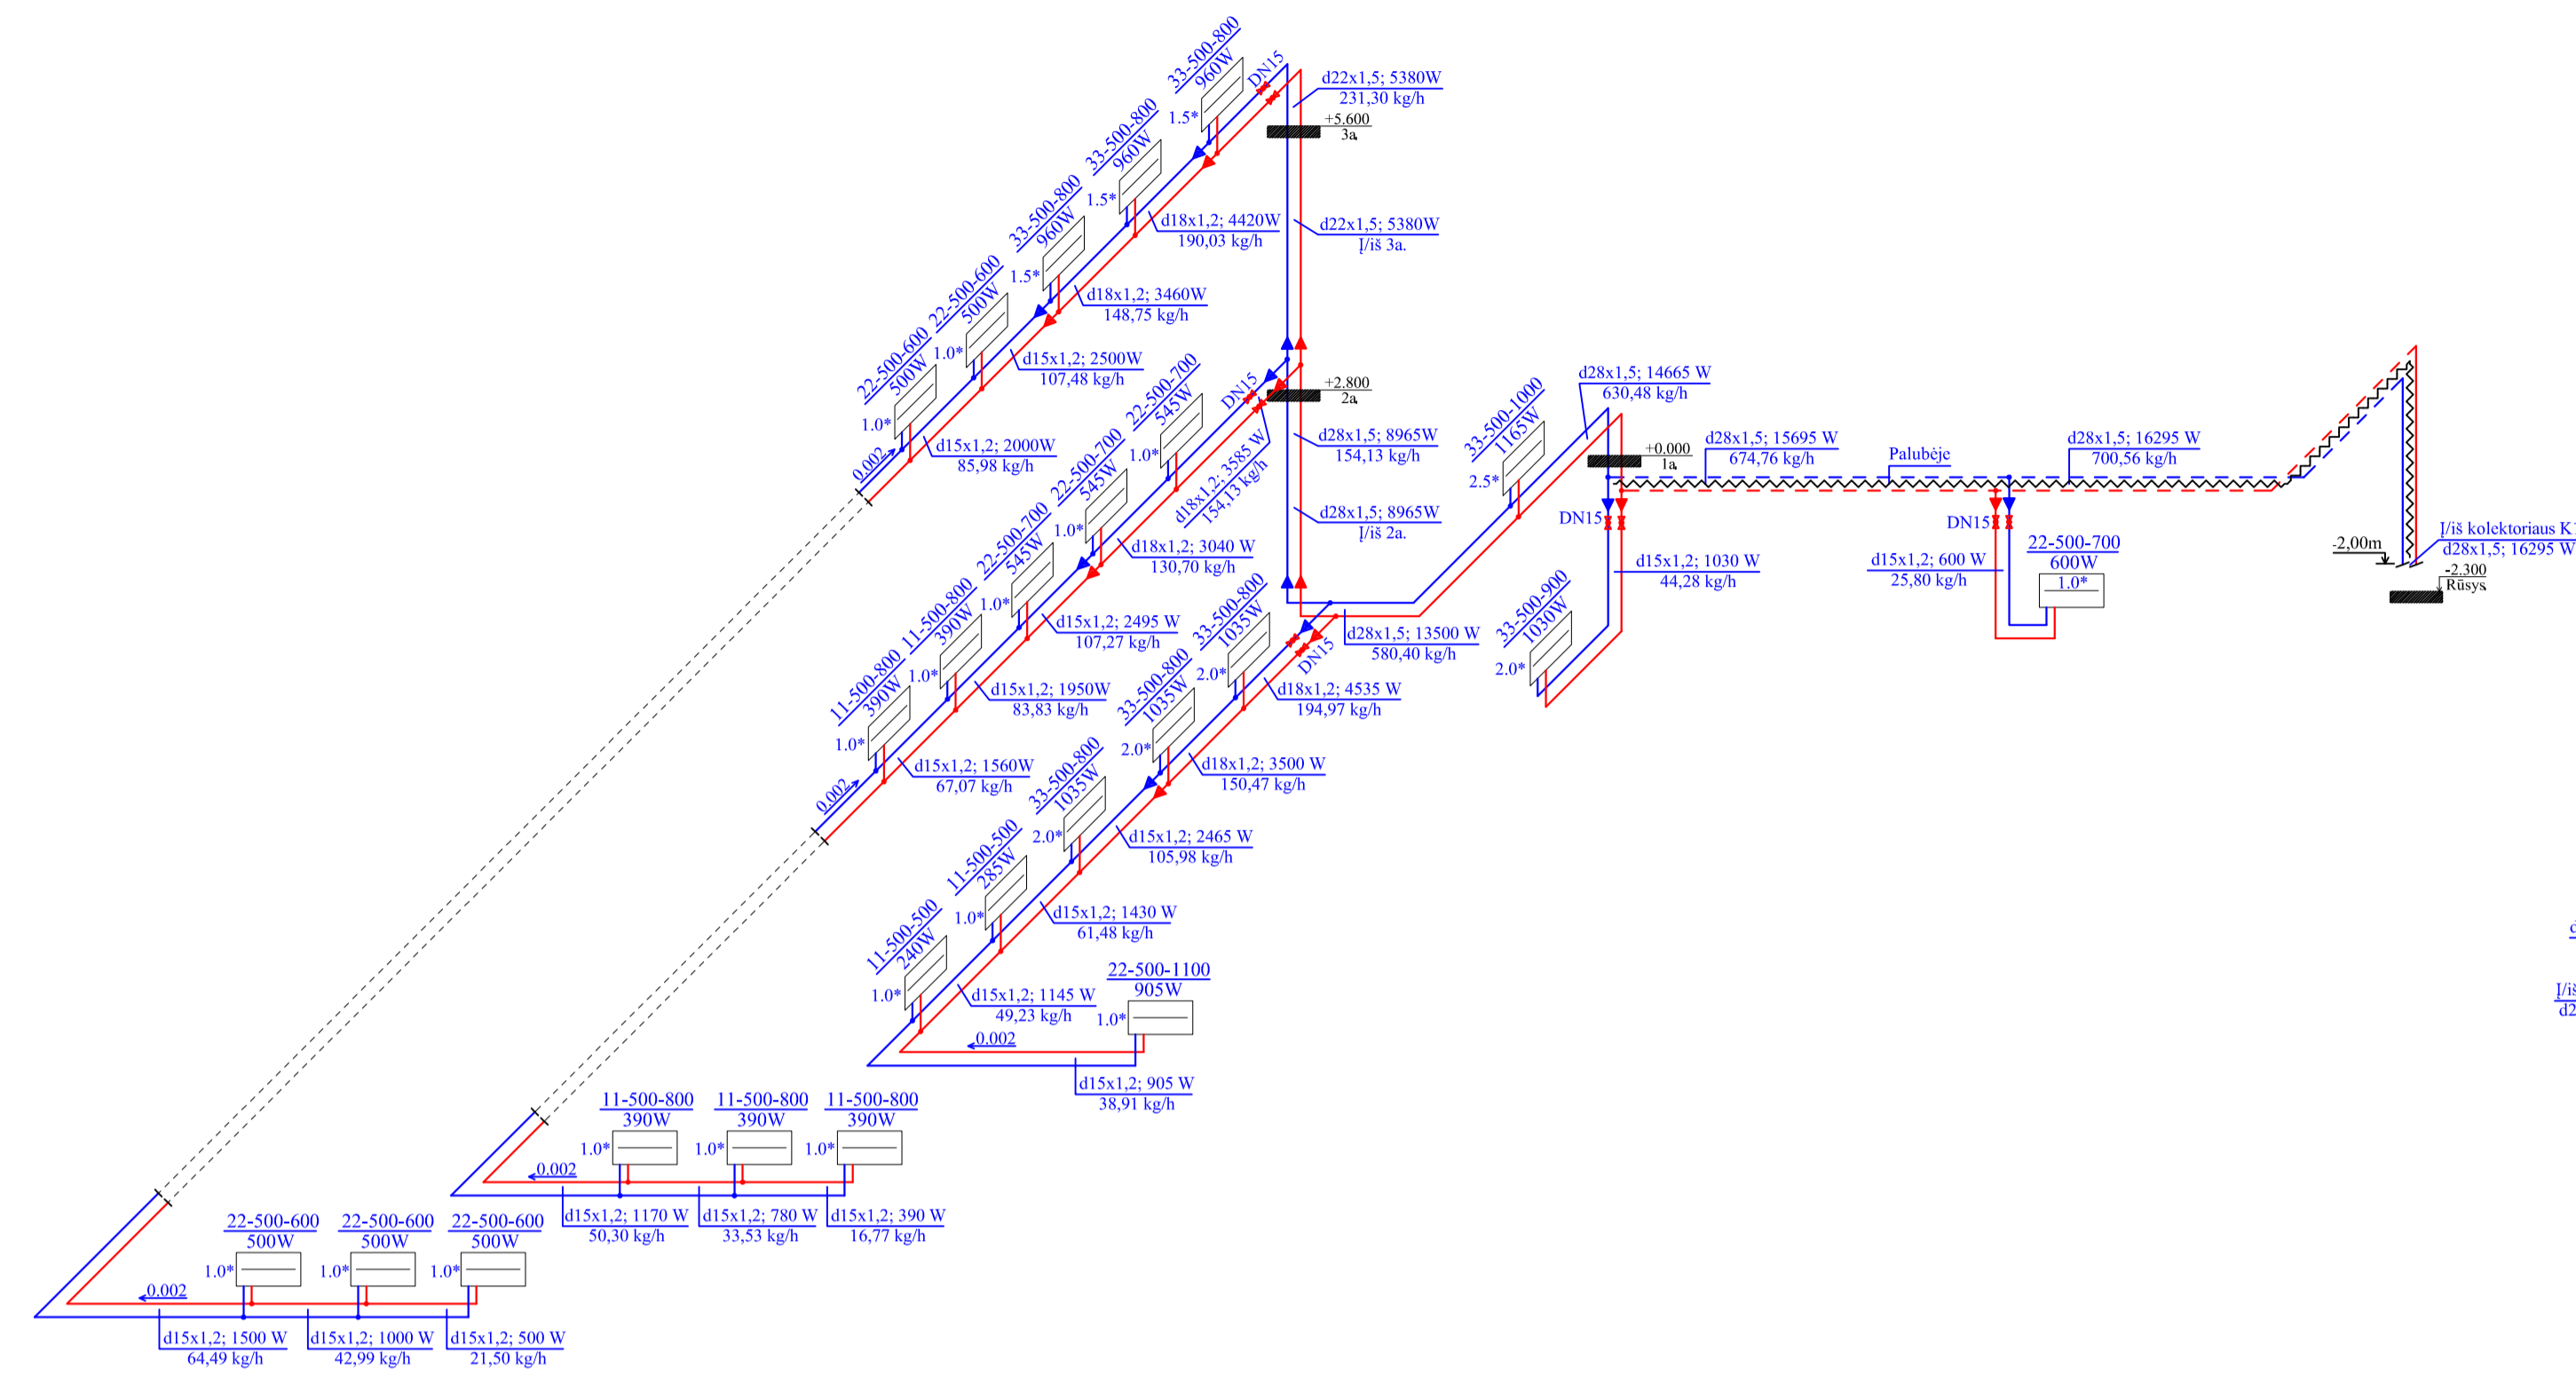 33-500-800
960W
1.5*
DN15
d22x1,5; 5380W
231,30 kg/h
+5.600
3a.
33-500-800
960W
1.5*
d18x1,2; 4420W
190,03 kg/h
d22x1,5; 5380W
Į/iš 3a.
33-500-800
960W
1.5*
d18x1,2; 3460W
148,75 kg/h
22-500-600
500W
1.0*
d15x1,2; 2500W
107,48 kg/h
22-500-600
500W
1.0*
d15x1,2; 2000W
85,98 kg/h
0.002
22-500-700
545W
1.0*
DN15
+2.800
2a.
d18x1,2; 3585 W
154,13 kg/h
d28x1,5; 8965W
154,13 kg/h
d28x1,5; 8965W
Į/iš 2a.
22-500-700
545W
1.0*
d18x1,2; 3040 W
130,70 kg/h
22-500-700
545W
1.0*
d15x1,2; 2495 W
107,27 kg/h
11-500-800
390W
1.0*
d15x1,2; 1950W
83,83 kg/h
11-500-800
390W
1.0*
d15x1,2; 1560W
67,07 kg/h
0.002
33-500-1000
1165W
2.5*
d28x1,5; 14665 W
630,48 kg/h
+0.000
1a.
d28x1,5; 15695 W
674,76 kg/h
Palubėje
d28x1,5; 16295 W
700,56 kg/h
DN15
d15x1,2; 1030 W
44,28 kg/h
33-500-900
1030W
2.0*
DN15
d15x1,2; 600 W
25,80 kg/h
22-500-700
600W
1.0*
-2,00m
Į/iš kolektoriaus K
d28x1,5; 16295 W
-2.300
Rūsys.
33-500-800
1035W
2.0*
DN15
d28x1,5; 13500 W
580,40 kg/h
d18x1,2; 4535 W
194,97 kg/h
33-500-800
1035W
2.0*
d18x1,2; 3500 W
150,47 kg/h
33-500-800
1035W
2.0*
d15x1,2; 2465 W
105,98 kg/h
11-500-500
285W
1.0*
d15x1,2; 1430 W
61,48 kg/h
11-500-500
240W
1.0*
d15x1,2; 1145 W
49,23 kg/h
22-500-1100
905W
1.0*
0.002
d15x1,2; 905 W
38,91 kg/h
d
Į/iš
d2
11-500-800
390W
1.0*
11-500-800
390W
1.0*
11-500-800
390W
1.0*
0.002
d15x1,2; 1170 W
50,30 kg/h
d15x1,2; 780 W
33,53 kg/h
d15x1,2; 390 W
16,77 kg/h
22-500-600
500W
1.0*
22-500-600
500W
1.0*
22-500-600
500W
1.0*
0.002
d15x1,2; 1500 W
64,49 kg/h
d15x1,2; 1000 W
42,99 kg/h
d15x1,2; 500 W
21,50 kg/h